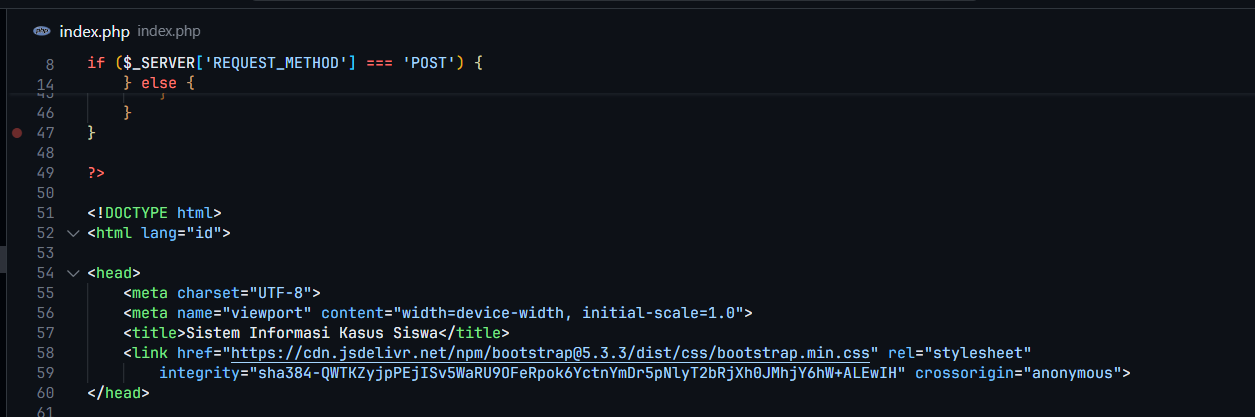 index.php index.php
8 if ($_SERVER['REQUEST_METHOD'] === 'POST') {
14 } else {
45 }
46 }
47 }
48
49 ?>
50
51 <!DOCTYPE html>
52 <html lang="id">
53
54 <head>
55 <meta charset="UTF-8">
56 <meta name="viewport" content="width=device-width, initial-scale=1.0">
57 <title>Sistem Informasi Kasus Siswa</title>
58 <link href="https://cdn.jsdelivr.net/npm/bootstrap@5.3.3/dist/css/bootstrap.min.css" rel="stylesheet"
59 integrity="sha384-QWTKZyjpPEjISv5WaRU9OFeRpok6YctnYmDr5pNlyT2bRjXh0JMhjY6hW+ALEwIH" crossorigin="anonymous">
60 </head>
61